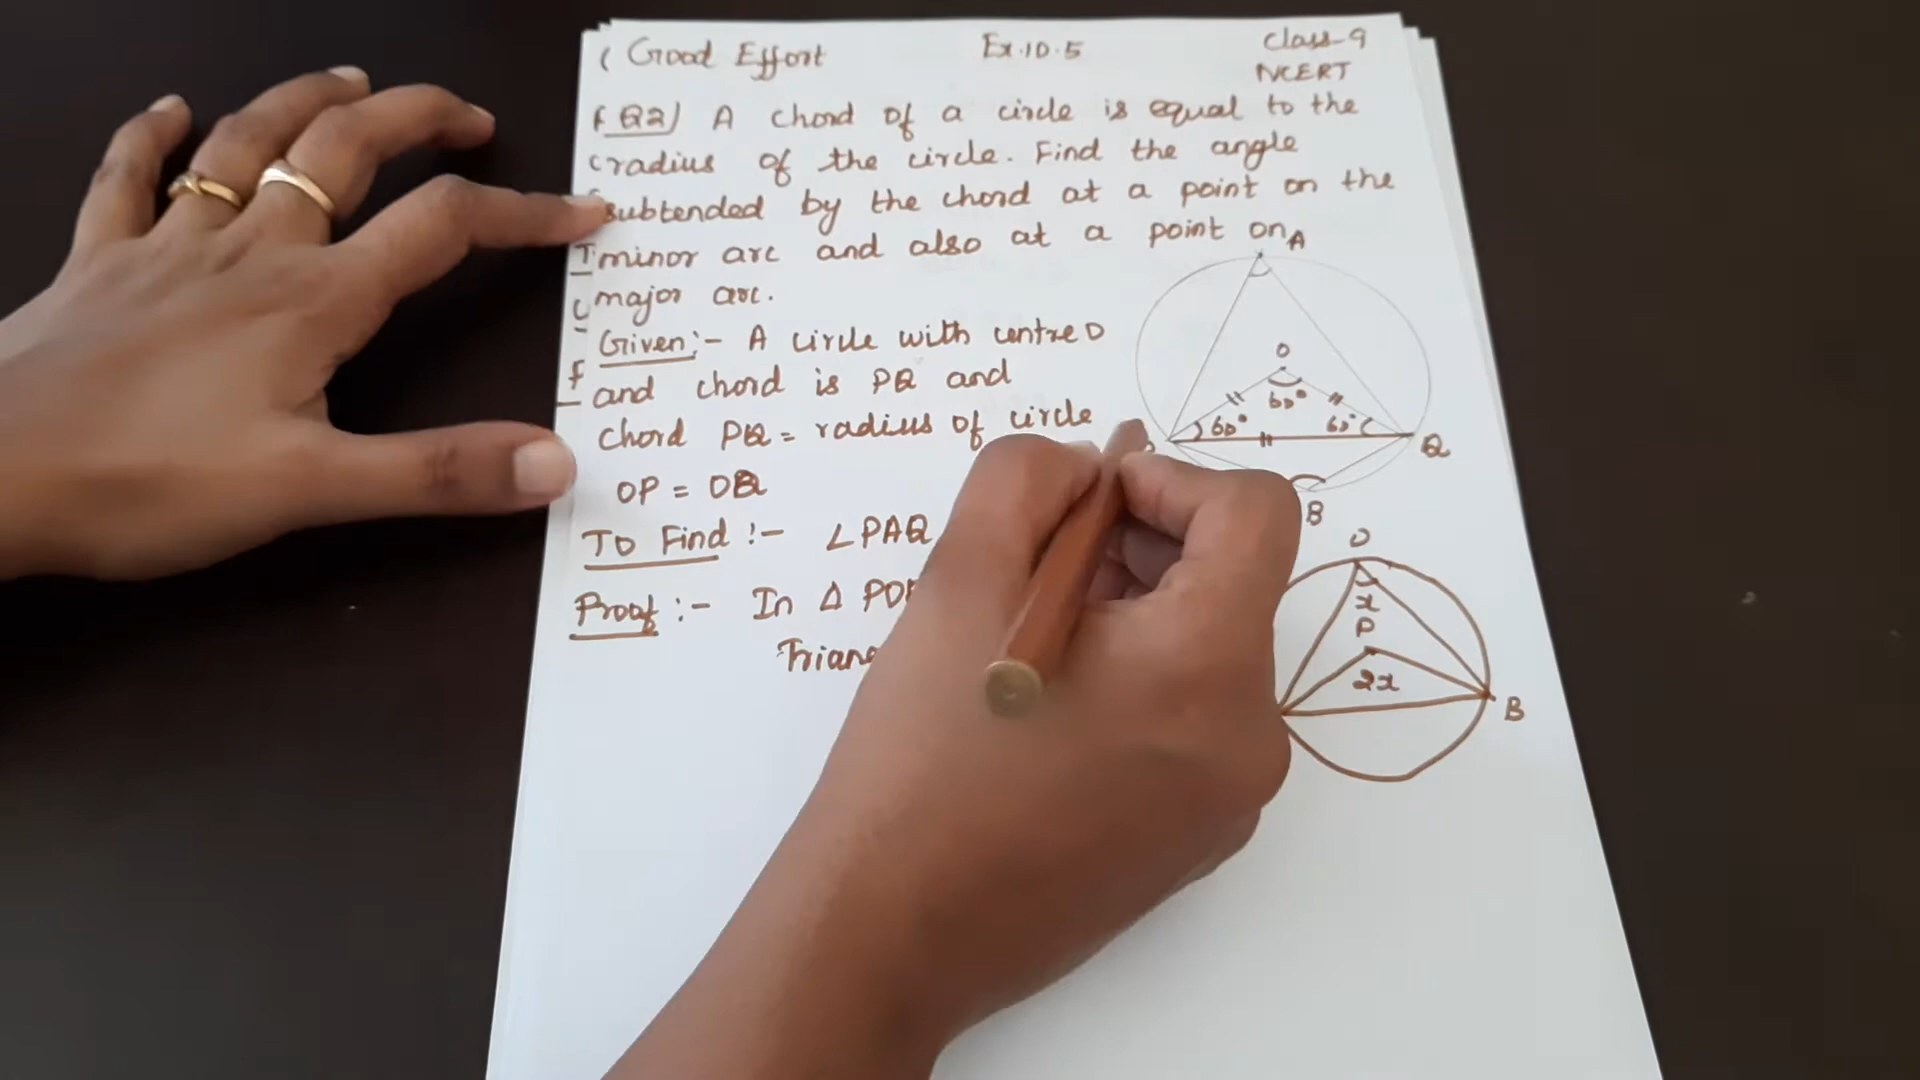 Good Effort Ex.10.5 Class-9
NCERT
Q2) A chord of a circle is equal to the
radius of the circle. Find the angle
subtended by the chord at a point on the
minor arc and also at a point on
major arc.
Given:- A circle with centre O
and chord is PQ and
chord PQ = radius of circle
OP = OQ
To Find :- ∠PAQ
Proof :- In Δ PO
A
O
60°
60° 60°
Q
B
O
x
P
2x
B